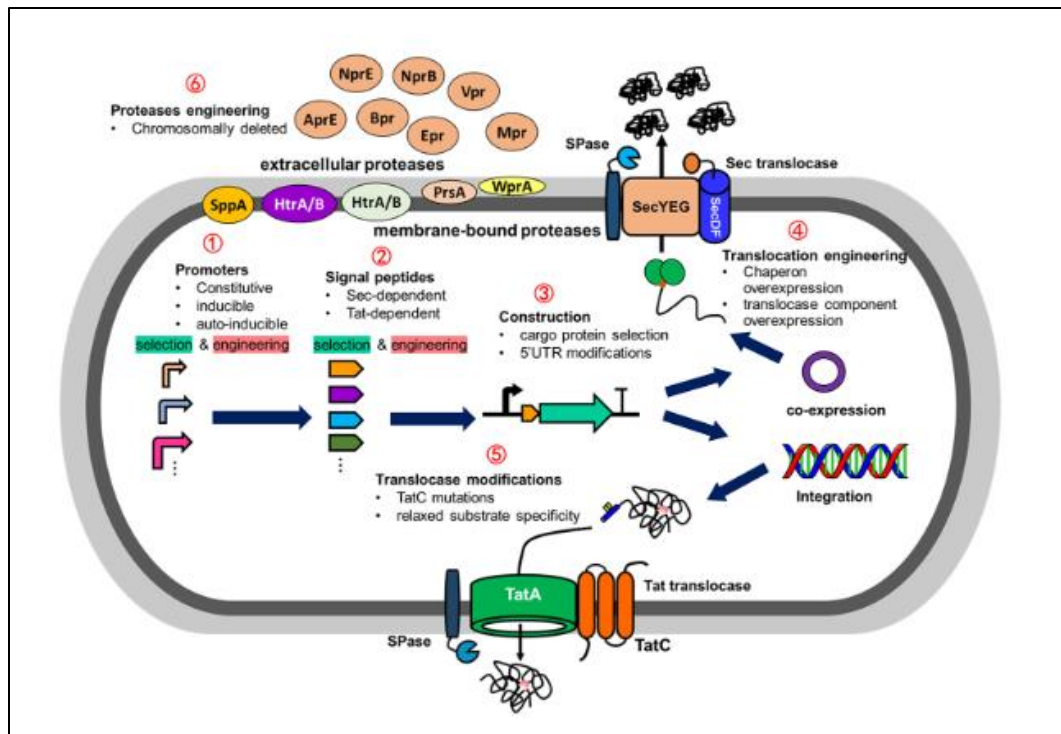 ⑥
Proteases engineering
• Chromosomally deleted
NprE
NprB
Vpr
AprE
Bpr
Epr
Mpr
extracellular proteases
SppA
HtrA/B
HtrA/B
PrsA
WprA
membrane-bound proteases
SPase
Sec translocase
SecYEG
SecDF
①
Promoters
• Constitutive
• inducible
• auto-inducible
selection & engineering
⋮
②
Signal peptides
• Sec-dependent
• Tat-dependent
selection & engineering
⋮
③
Construction
• cargo protein selection
• 5'UTR modifications
④
Translocation engineering
• Chaperon
overexpression
• translocase component
overexpression
co-expression
Integration
⑤
Translocase modifications
• TatC mutations
• relaxed substrate specificity
TatA
Tat translocase
TatC
SPase